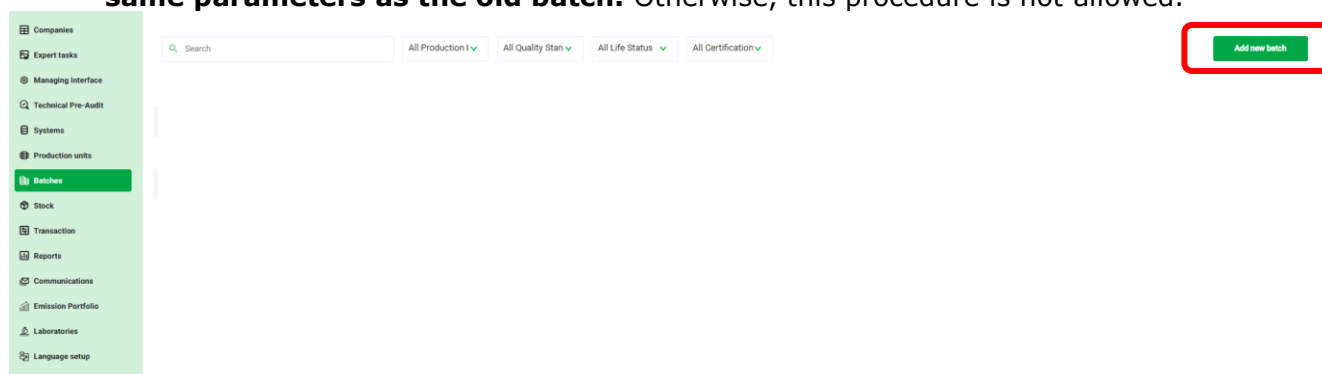 same parameters as the old batch. Otherwise, this procedure is not allowed.
Companies
Expert tasks
Managing Interface
Technical Pre-Audit
Systems
Production units
Batches
Stock
Transaction
Reports
Communications
Emission Portfolio
Laboratories
Language setup
Search
All Production U
All Quality Stan
All Life Status
All Certification
Add new batch